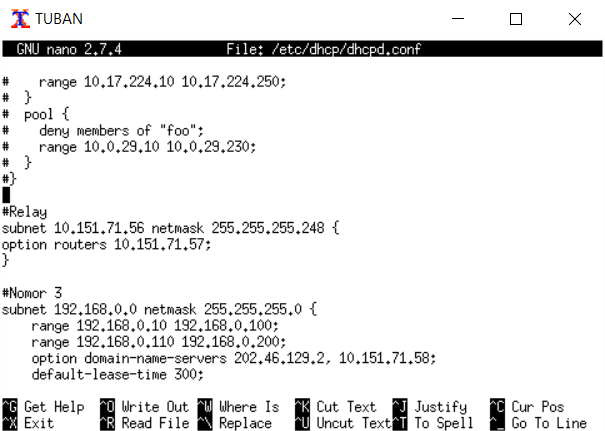 TUBAN
GNU nano 2.7.4 File: /etc/dhcp/dhcpd.conf
#    range 10.17.224.10 10.17.224.250;
#  }
#  pool {
#    deny members of "foo";
#    range 10.0.29.10 10.0.29.230;
#  }
#}
#Relay
subnet 10.151.71.56 netmask 255.255.255.248 {
option routers 10.151.71.57;
}
#Nomor 3
subnet 192.168.0.0 netmask 255.255.255.0 {
    range 192.168.0.10 192.168.0.100;
    range 192.168.0.110 192.168.0.200;
    option domain-name-servers 202.46.129.2, 10.151.71.58;
    default-lease-time 300;
^G Get Help ^O Write Out ^W Where Is ^K Cut Text ^J Justify ^C Cur Pos
^X Exit ^R Read File ^\ Replace ^U Uncut Text ^T To Spell ^_ Go To Line